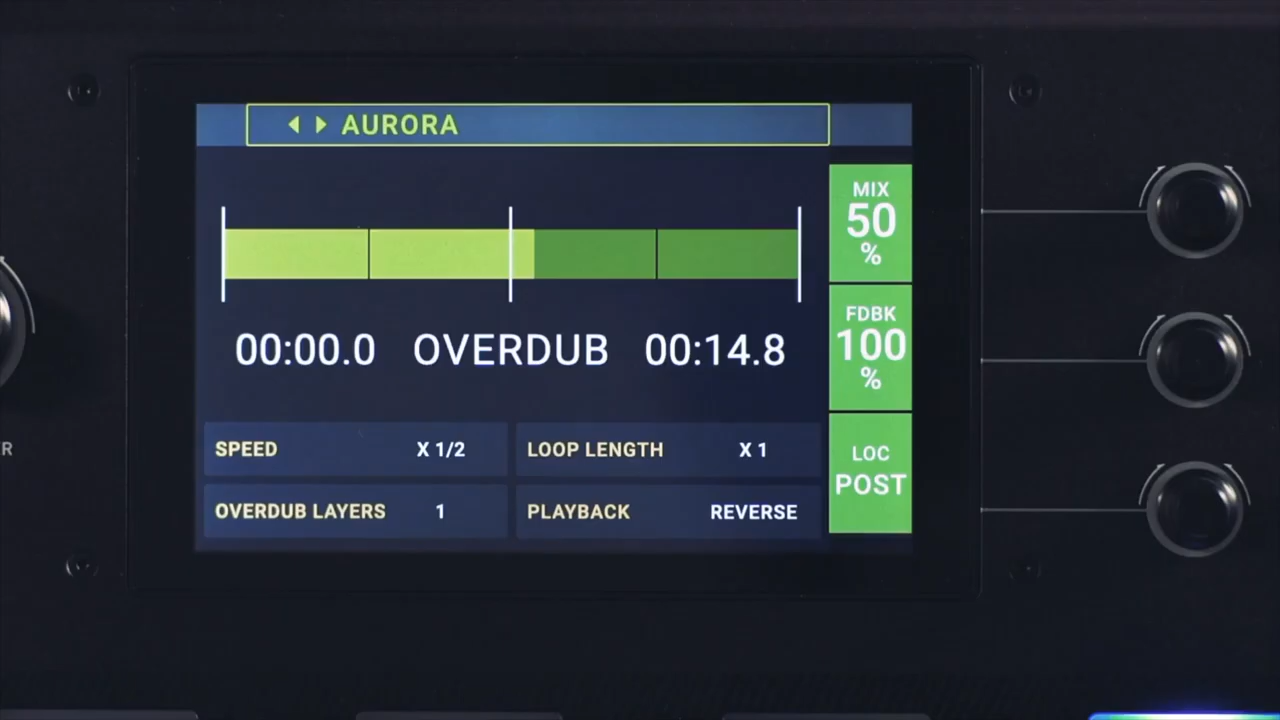 AURORA
MIX
50
%
00:00.0 OVERDUB 00:14.8
FDBK
100
%
SPEED X 1/2 LOOP LENGTH X 1
LOC
POST
OVERDUB LAYERS 1 PLAYBACK REVERSE
R